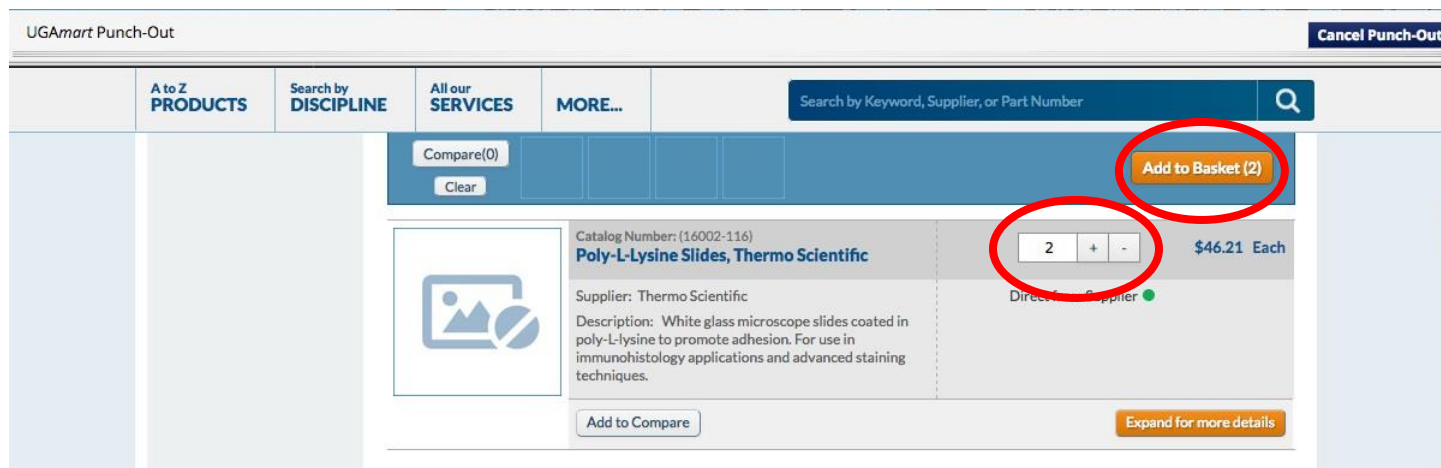 UGAmart Punch-Out
Cancel Punch-Out
A to Z
PRODUCTS
Search by
DISCIPLINE
All our
SERVICES
MORE...
Search by Keyword, Supplier, or Part Number
Compare(0)
Clear
Add to Basket (2)
Catalog Number: (16002-116)
Poly-L-Lysine Slides, Thermo Scientific
2 + -
$46.21 Each
Supplier: Thermo Scientific
Direct from Supplier
Description: White glass microscope slides coated in
poly-L-lysine to promote adhesion. For use in
immunohistology applications and advanced staining
techniques.
Add to Compare
Expand for more details